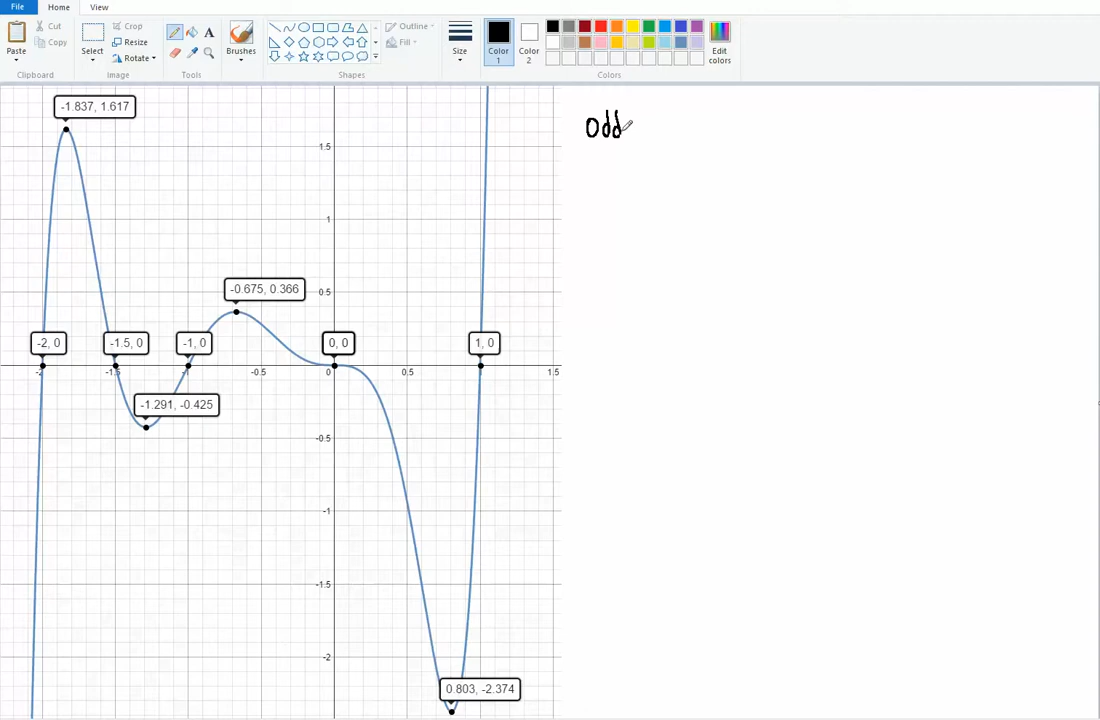 File Home View
Paste
Cut
Copy
Clipboard
Select
Crop
Resize
Rotate
Image
A
Tools
Brushes
Outline
Fill
Shapes
Size
Color 1
Color 2
Edit colors
Colors
Odd
-1.837, 1.617
1.5
1
0.5
-0.675, 0.366
-2, 0
-1.5, 0
-1, 0
0, 0
1, 0
-2 -1.5 -1 -0.5 0 0.5 1 1.5
-1.291, -0.425
-0.5
-1
-1.5
-2
0.803, -2.374